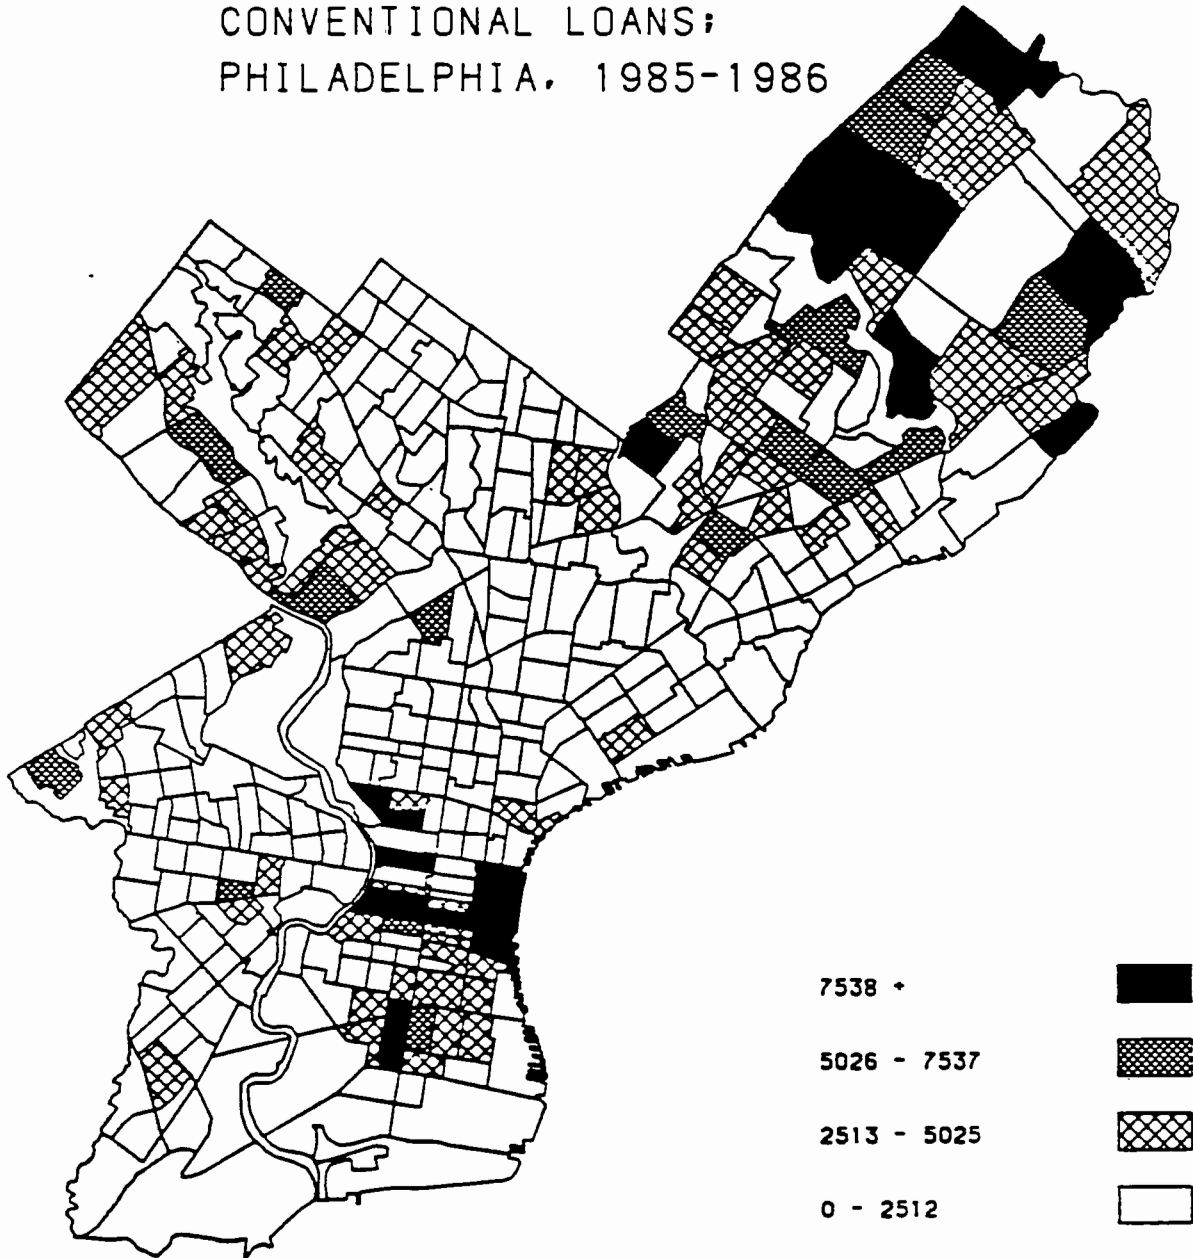 CONVENTIONAL LOANS;
PHILADELPHIA, 1985-1986
7538 +
5026 - 7537
2513 - 5025
0 - 2512